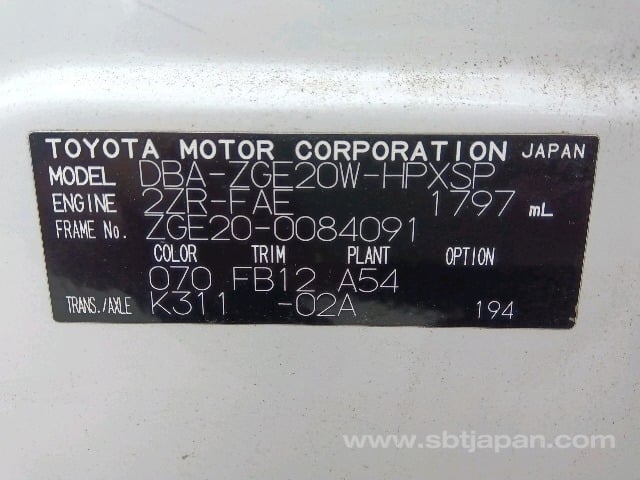 TOYOTA MOTOR CORPORATION JAPAN
MODEL DBA-ZGE20W-HPXSP
ENGINE 2ZR-FAE 1797 mL
FRAME No. ZGE20-0084091
COLOR TRIM PLANT OPTION
070 FB12 A54
TRANS./AXLE K311 -02A 194
www.sbtjapan.com